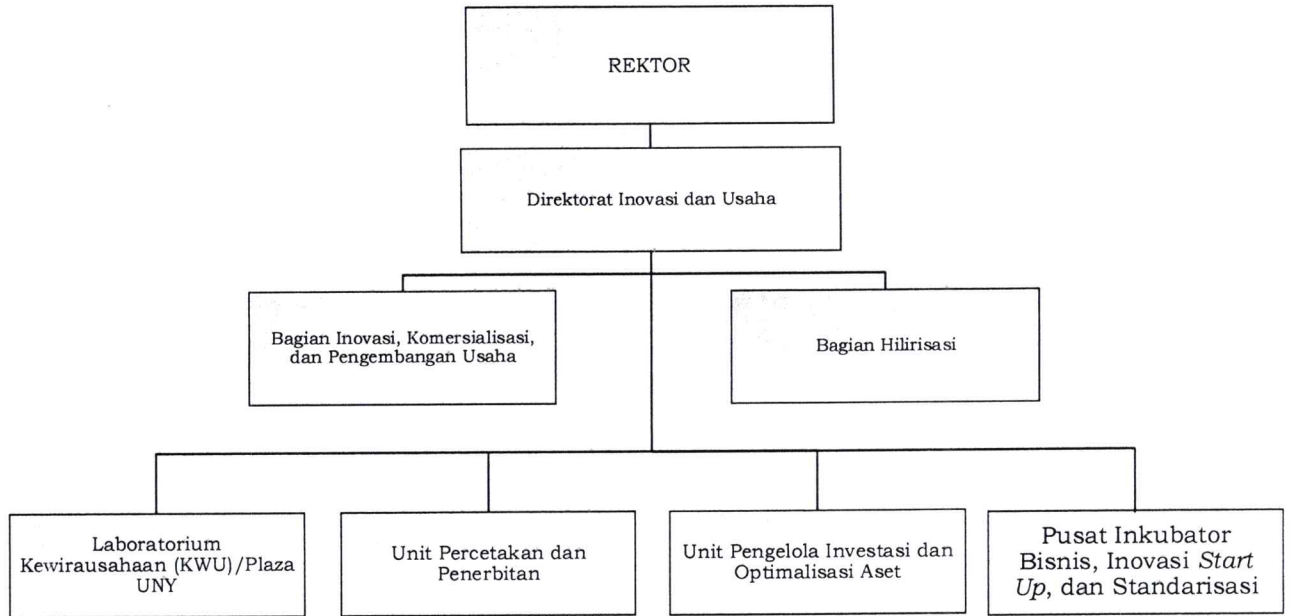 REKTOR
Direktorat Inovasi dan Usaha
Bagian Inovasi, Komersialisasi,
dan Pengembangan Usaha
Bagian Hilirisasi
Laboratorium
Kewirausahaan (KWU)/Plaza
UNY
Unit Percetakan dan
Penerbitan
Unit Pengelola Investasi dan
Optimalisasi Aset
Pusat Inkubator
Bisnis, Inovasi Start
Up, dan Standarisasi